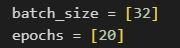 batch_size = [32]
epochs = [20]